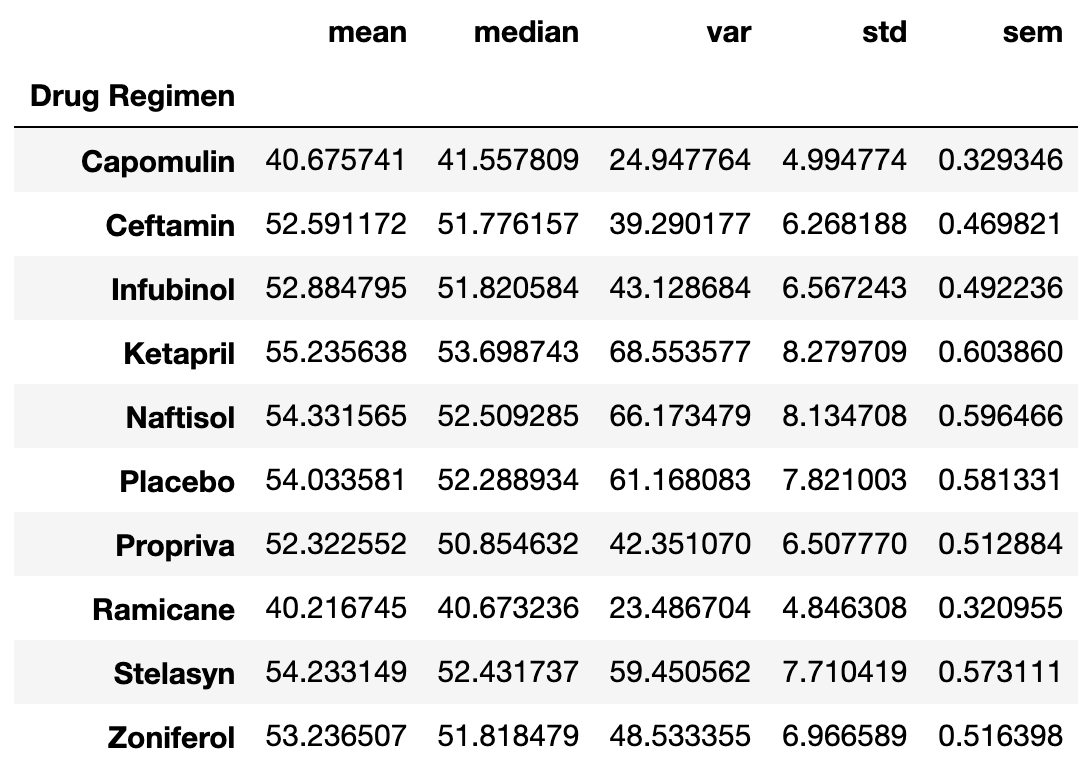 mean median var std sem
Drug Regimen
Capomulin 40.675741 41.557809 24.947764 4.994774 0.329346
Ceftamin 52.591172 51.776157 39.290177 6.268188 0.469821
Infubinol 52.884795 51.820584 43.128684 6.567243 0.492236
Ketapril 55.235638 53.698743 68.553577 8.279709 0.603860
Naftisol 54.331565 52.509285 66.173479 8.134708 0.596466
Placebo 54.033581 52.288934 61.168083 7.821003 0.581331
Propriva 52.322552 50.854632 42.351070 6.507770 0.512884
Ramicane 40.216745 40.673236 23.486704 4.846308 0.320955
Stelasyn 54.233149 52.431737 59.450562 7.710419 0.573111
Zoniferol 53.236507 51.818479 48.533355 6.966589 0.516398